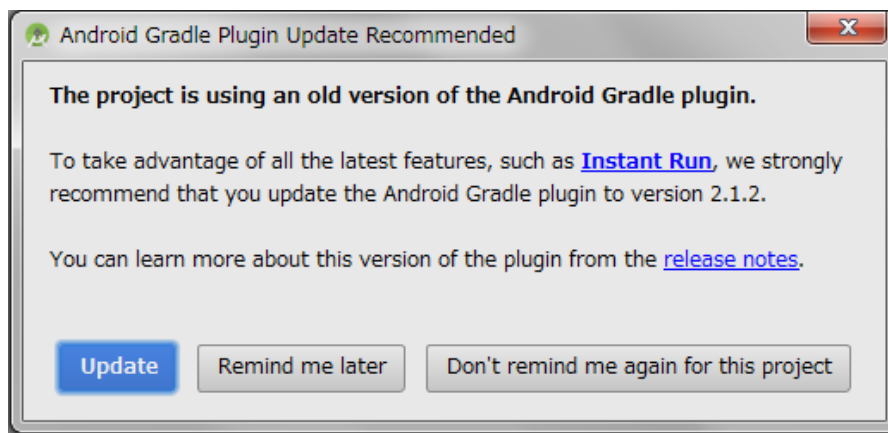 Android Gradle Plugin Update Recommended
The project is using an old version of the Android Gradle plugin.
To take advantage of all the latest features, such as Instant Run, we strongly
recommend that you update the Android Gradle plugin to version 2.1.2.
You can learn more about this version of the plugin from the release notes.
Update Remind me later Don't remind me again for this project